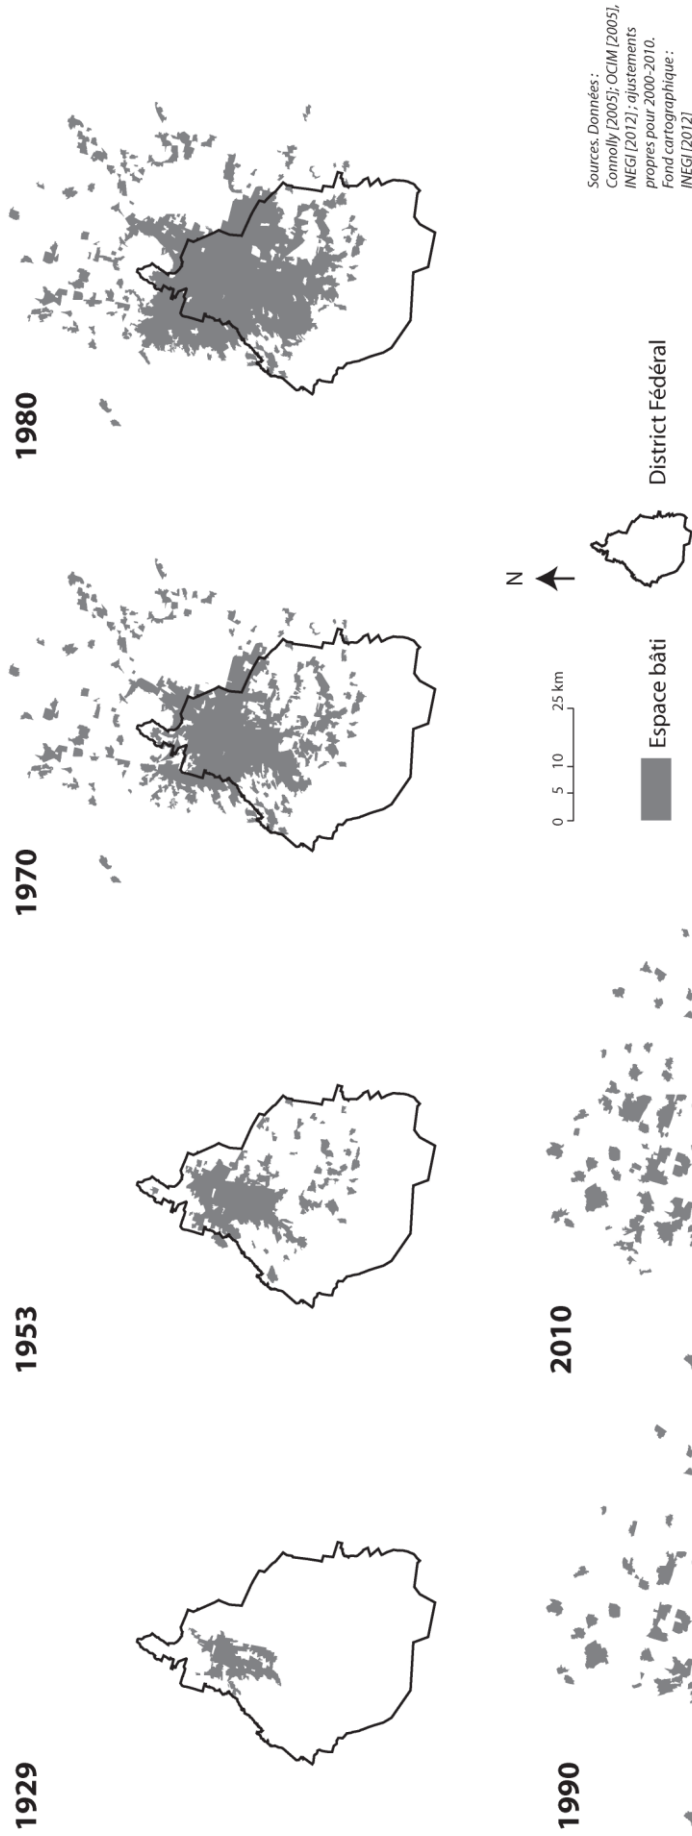 1929
1953
1970
1980
1990
2010
N
0 5 10 25 km
Espace bâti
District Fédéral
Sources. Données :
Connolly [2005]; OCIM [2005],
INEGI [2012] ; ajustements
propres pour 2000-2010.
Fond cartographique :
INEGI [2012]